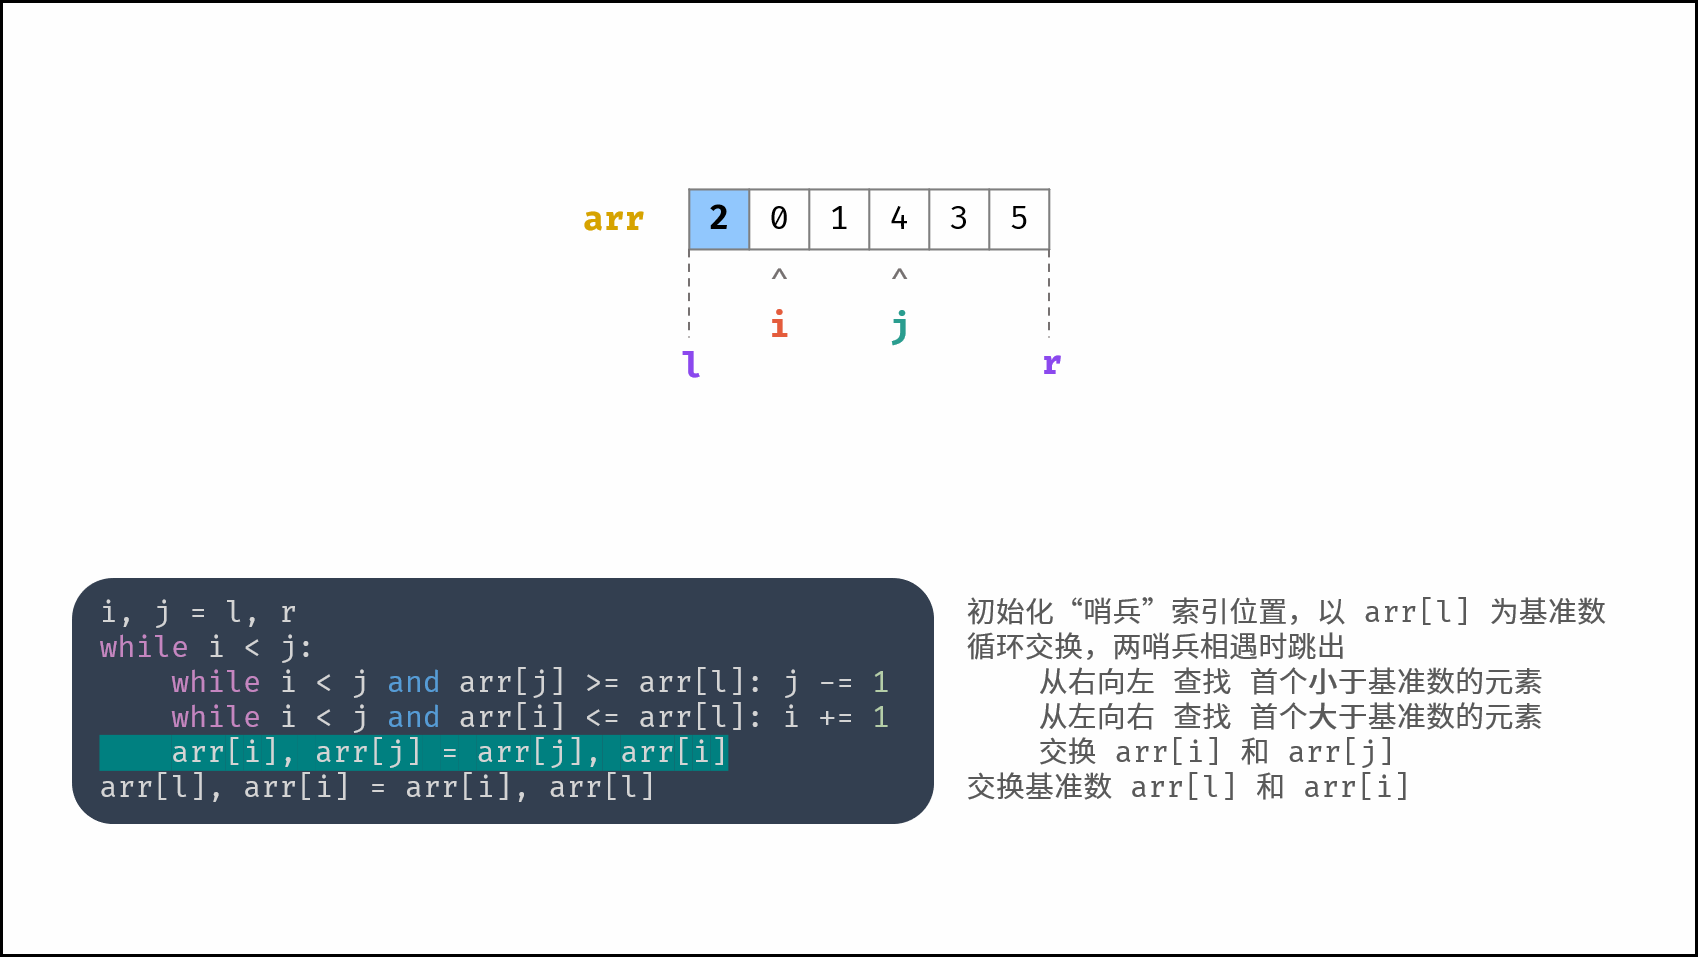 arr 2 0 1 4 3 5
^ ^
i j
l r
i, j = l, r
while i < j:
    while i < j and arr[j] >= arr[l]: j -= 1
    while i < j and arr[i] <= arr[l]: i += 1
    arr[i], arr[j] = arr[j], arr[i]
arr[l], arr[i] = arr[i], arr[l]
初始化“哨兵”索引位置，以 arr[l] 为基准数
循环交换，两哨兵相遇时跳出
    从右向左 查找 首个小于基准数的元素
    从左向右 查找 首个大于基准数的元素
    交换 arr[i] 和 arr[j]
交换基准数 arr[l] 和 arr[i]